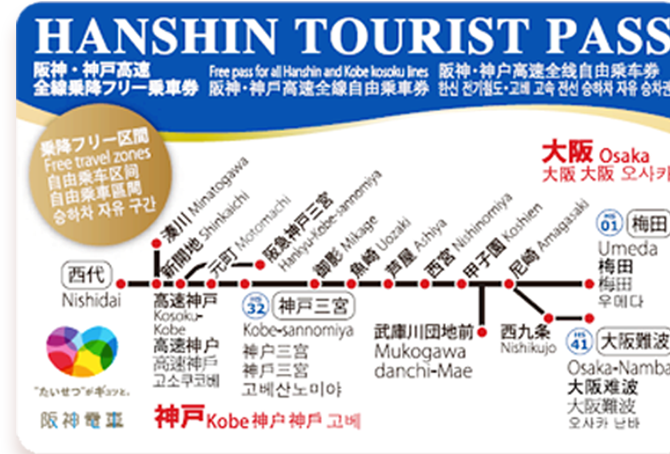 HANSHIN TOURIST PASS
阪神・神戸高速
全線乗降フリー乗車券
Free pass for all Hanshin and Kobe kosoku lines
阪神・神戶高速全線自由乘車券
阪神・神户高速全线自由乘车券
한신 전기철도·고베 고속 전선 승하차 자유 승차권
乗降フリー区間
Free travel zones
自由乘车区间
自由乘車區間
승하차 자유 구간
大阪 Osaka
大阪 大阪 오사카
湊川 Minatogawa
新開地 Shinkaichi
元町 Motomachi
阪急神戸三宮
Hankyu-Kobe-sannomiya
御影 Mikage
魚崎 Uozaki
芦屋 Ashiya
西宮 Nishinomiya
甲子園 Koshien
尼崎 Amagasaki
HS 01 梅田
Umeda
梅田
梅田
우메다
西代
Nishidai
高速神戸
Kosoku-
Kobe
高速神户
高速神戶
고소쿠코베
HS 32 神戸三宮
Kobe-sannomiya
神户三宫
神戶三宮
고베산노미야
武庫川団地前
Mukogawa
danchi-Mae
西九条
Nishikujo
HS 41 大阪難波
Osaka-Namba
大阪难波
大阪難波
오사카 난바
"たいせつ"がギュッと。
阪神電車
神戸 Kobe 神户 神戶 고베